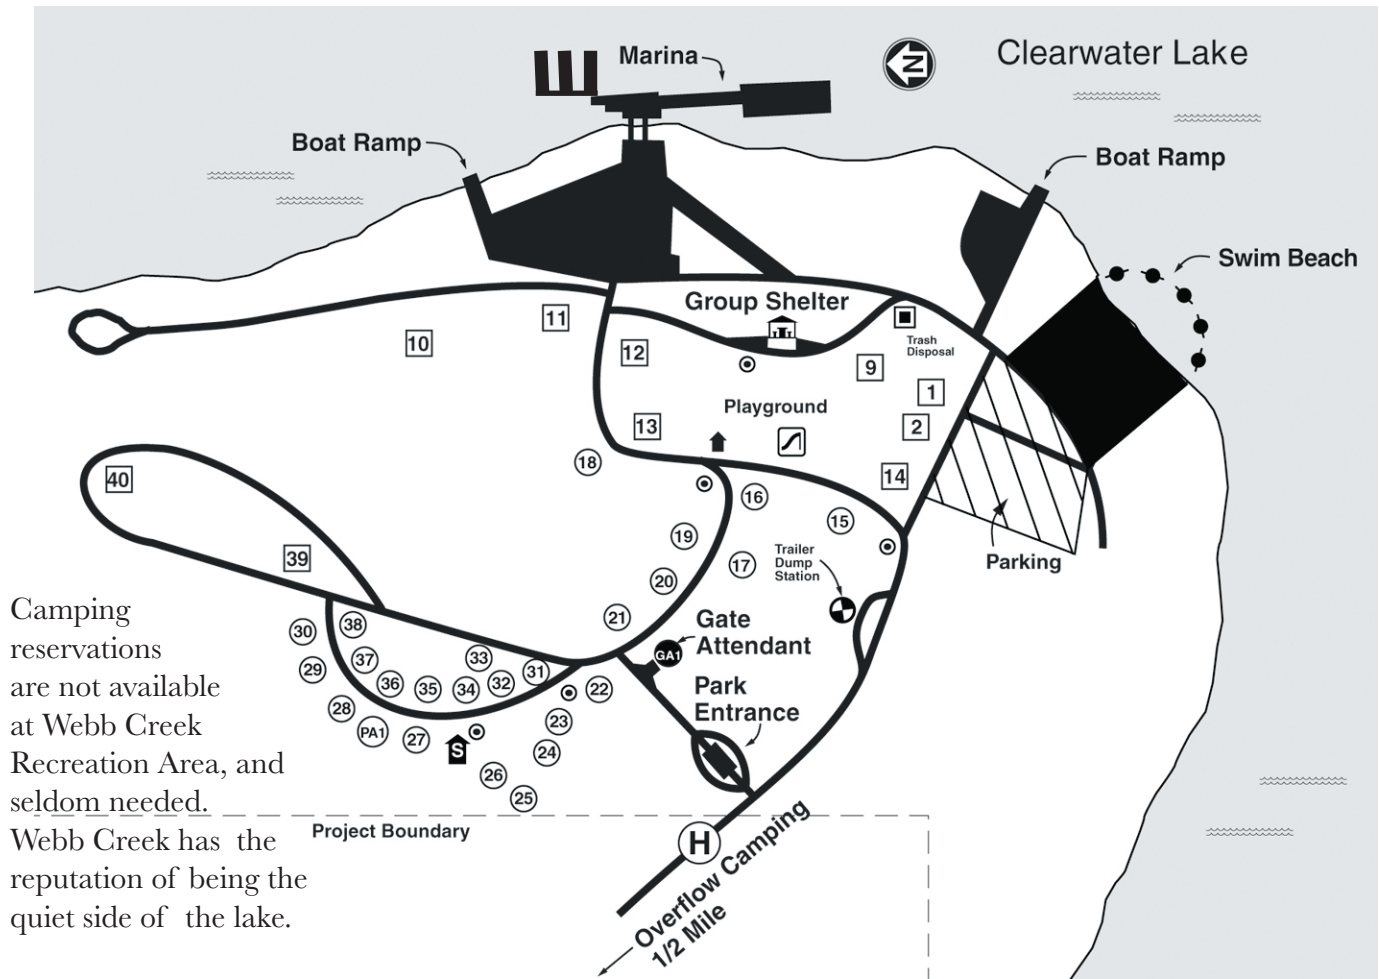 Marina
N
Clearwater Lake
Boat Ramp
Boat Ramp
Swim Beach
Group Shelter
11
10
12
Trash
Disposal
9
1
Playground
13
2
18
14
40
16
15
19
Trailer
Dump
Station
Parking
39
17
20
21
Gate
Attendant
GA1
38
30
37
33
29
36
35
34
32
31
22
Park
Entrance
28
PA1
27
23
S
24
26
25
Camping
reservations
are not available
at Webb Creek
Recreation Area, and
seldom needed.
Webb Creek has the
reputation of being the
quiet side of the lake.
Project Boundary
H
Overflow Camping
1/2 Mile